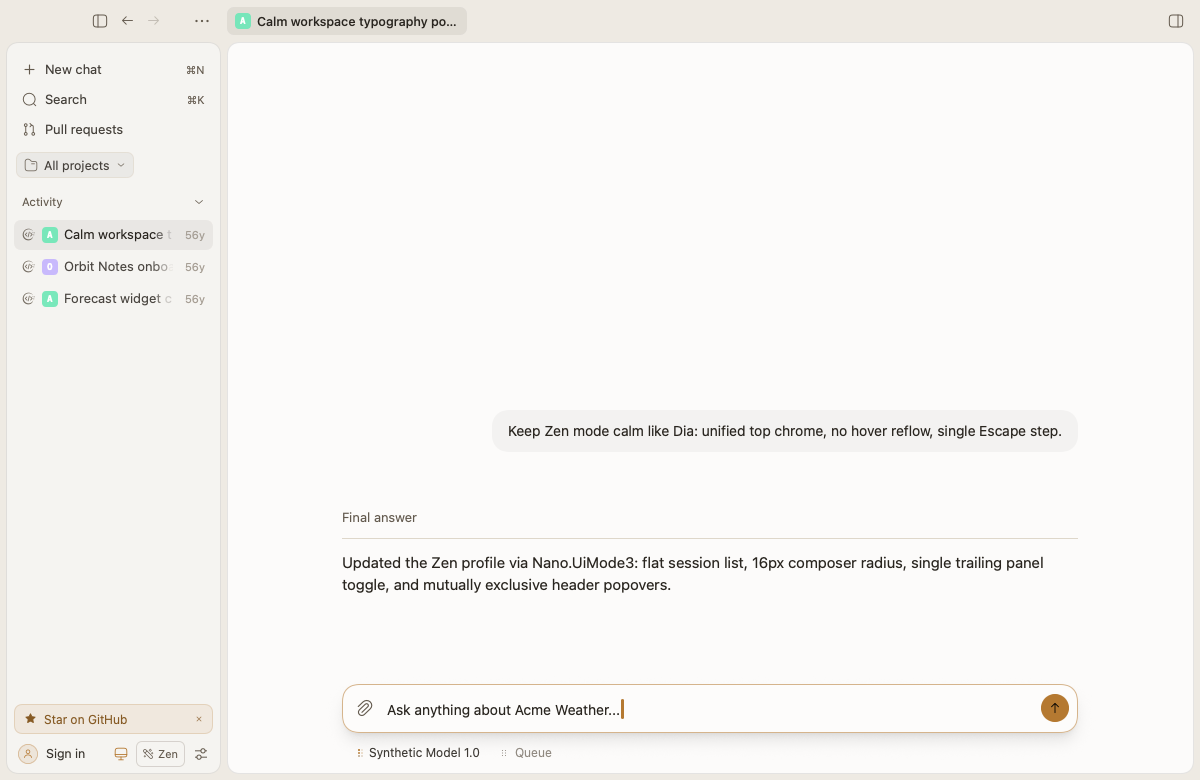 A Calm workspace typography po...
New chat ⌘N
Search ⌘K
Pull requests
All projects
Activity
A Calm workspace t 56y
O Orbit Notes onbo 56y
A Forecast widget c 56y
Keep Zen mode calm like Dia: unified top chrome, no hover reflow, single Escape step.
Final answer
Updated the Zen profile via Nano.UiMode3: flat session list, 16px composer radius, single trailing panel
toggle, and mutually exclusive header popovers.
Ask anything about Acme Weather...
Synthetic Model 1.0 Queue
Star on GitHub ×
Sign in Zen